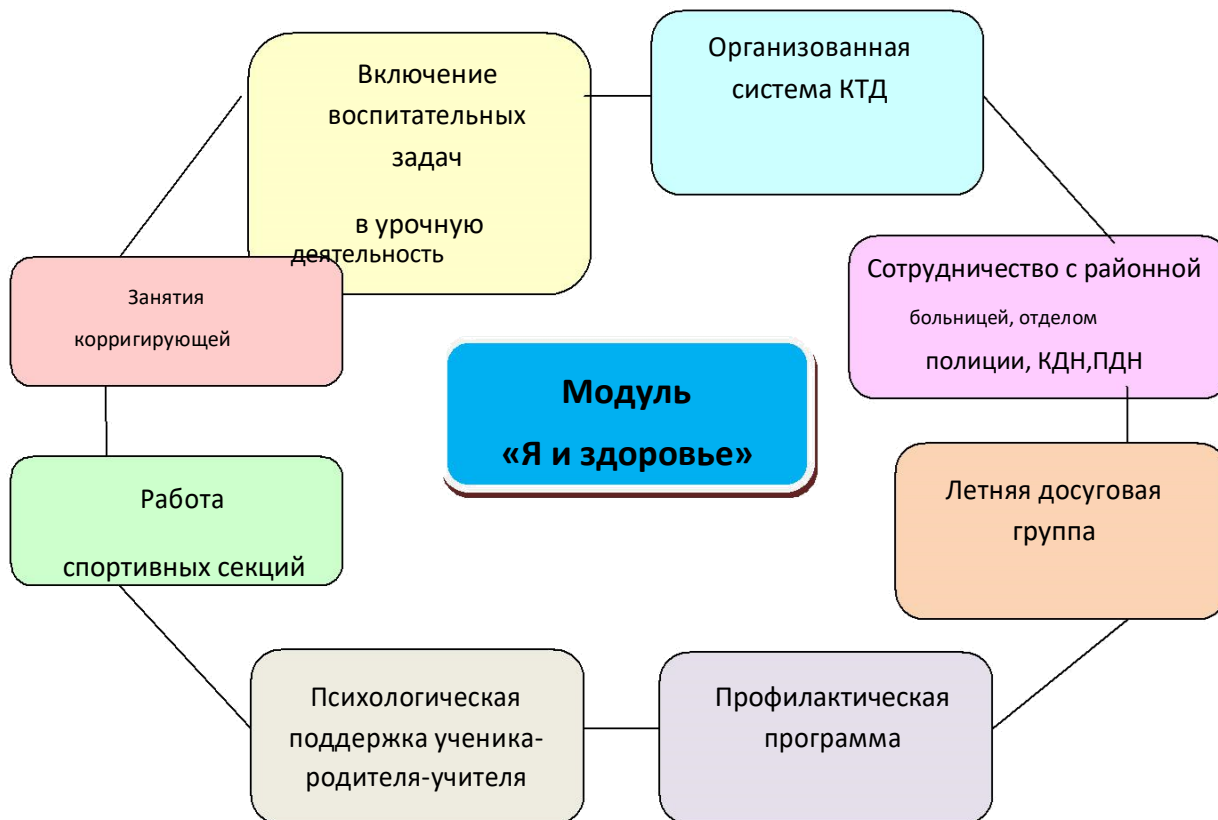 Включение
воспитательных
задач
в урочную
деятельность
Организованная
система КТД
Сотрудничество с районной
больницей, отделом
полиции, КДН,ПДН
Занятия
корригирующей
Модуль
«Я и здоровье»
Работа
спортивных секций
Летняя досуговая
группа
Психологическая
поддержка ученика-
родителя-учителя
Профилактическая
программа